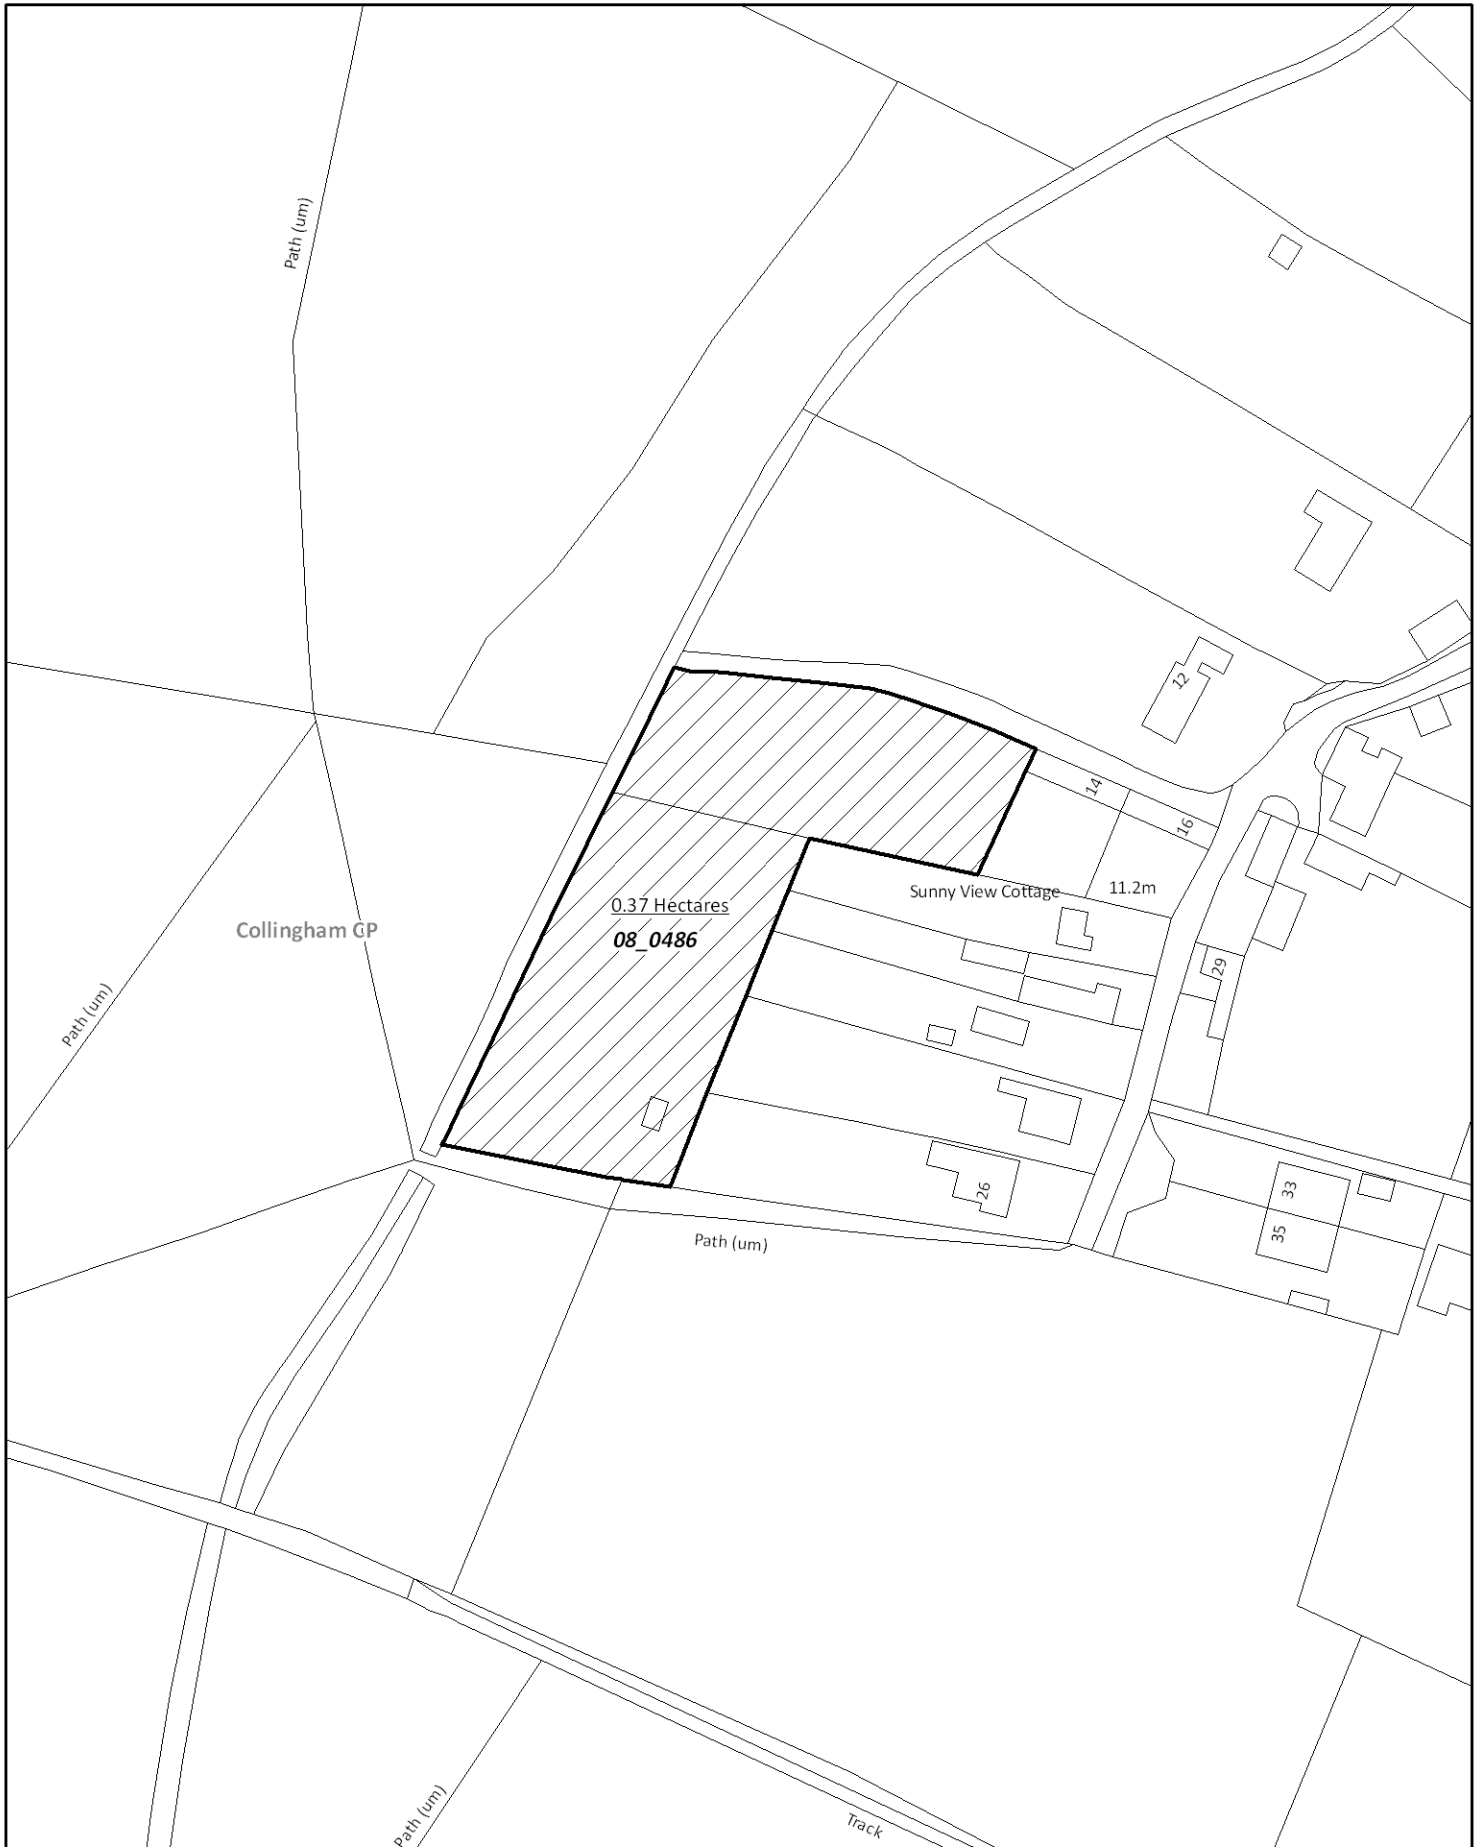 Path (um)
12
14
16
Sunny View Cottage
11.2m
0.37 Hectares
08_0486
Collingham CP
29
Path (um)
26
33
35
Path (um)
Path (um)
Track